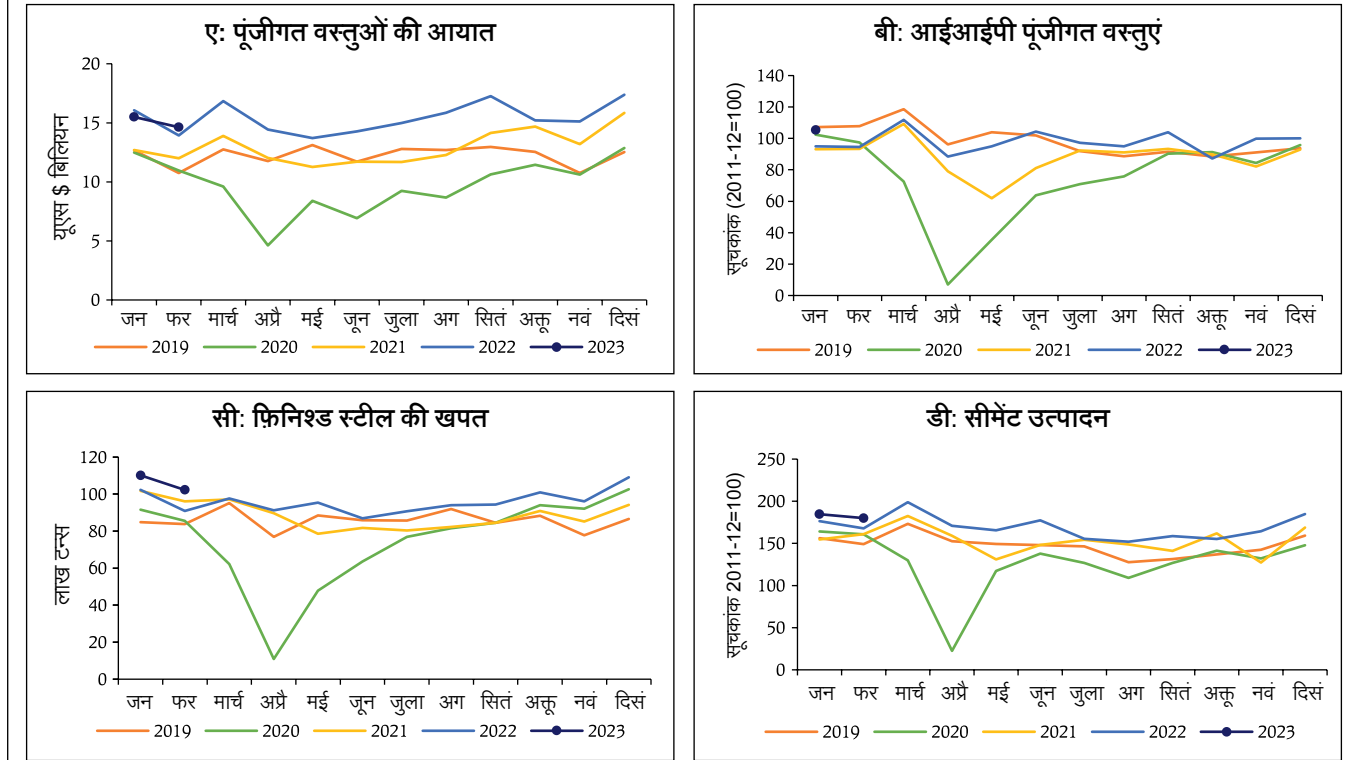 ए: पूंजीगत वस्तुओं की आयात
यूएस $ बिलियन
20
15
10
5
0
जन फर मार्च अप्रै मई जून जुला अग सितं अक्तू नवं दिसं
2019 2020 2021 2022 2023
बी: आईआईपी पूंजीगत वस्तुएं
सूचकांक (2011-12=100)
140
120
100
80
60
40
20
0
जन फर मार्च अप्रै मई जून जुला अग सितं अक्तू नवं दिसं
2019 2020 2021 2022 2023
सी: फ़िनिश्ड स्टील की खपत
लाख टन्स
120
100
80
60
40
20
0
जन फर मार्च अप्रै मई जून जुला अग सितं अक्तू नवं दिसं
2019 2020 2021 2022 2023
डी: सीमेंट उत्पादन
सूचकांक 2011-12=100)
250
200
150
100
50
0
जन फर मार्च अप्रै मई जून जुला अग सितं अक्तू नवं दिसं
2019 2020 2021 2022 2023